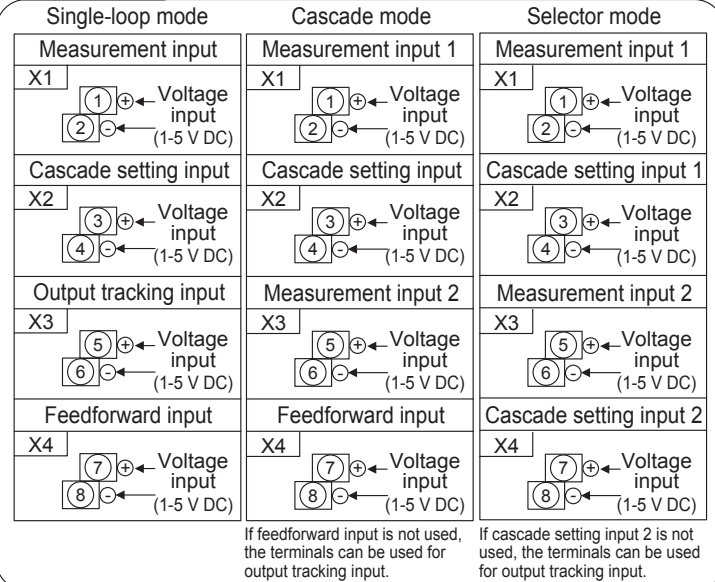 Single-loop mode
Measurement input
X1
1 + Voltage
input
2 - (1-5 V DC)
Cascade setting input
X2
3 + Voltage
input
4 - (1-5 V DC)
Output tracking input
X3
5 + Voltage
input
6 - (1-5 V DC)
Feedforward input
X4
7 + Voltage
input
8 - (1-5 V DC)
Cascade mode
Measurement input 1
X1
1 + Voltage
input
2 - (1-5 V DC)
Cascade setting input
X2
3 + Voltage
input
4 - (1-5 V DC)
Measurement input 2
X3
5 + Voltage
input
6 - (1-5 V DC)
Feedforward input
X4
7 + Voltage
input
8 - (1-5 V DC)
If feedforward input is not used,
the terminals can be used for
output tracking input.
Selector mode
Measurement input 1
X1
1 + Voltage
input
2 - (1-5 V DC)
Cascade setting input 1
X2
3 + Voltage
input
4 - (1-5 V DC)
Measurement input 2
X3
5 + Voltage
input
6 - (1-5 V DC)
Cascade setting input 2
X4
7 + Voltage
input
8 - (1-5 V DC)
If cascade setting input 2 is not
used, the terminals can be used
for output tracking input.